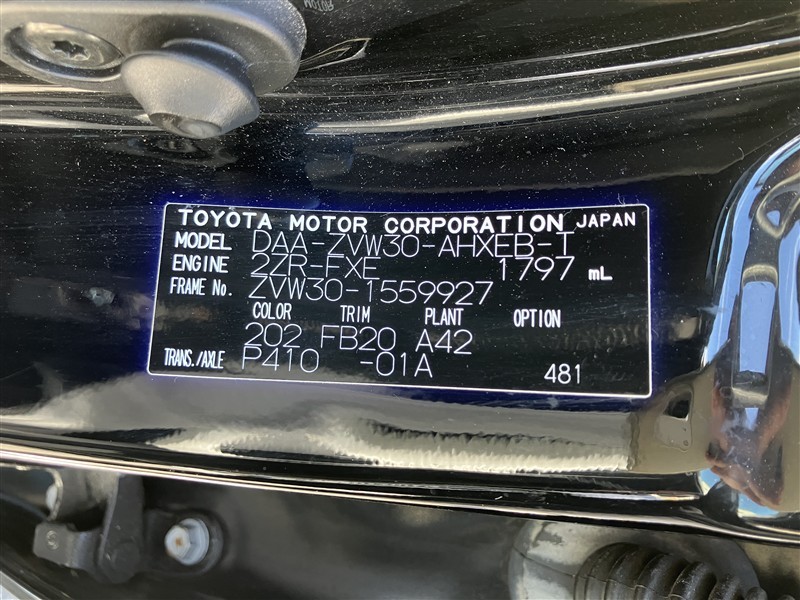 MOTOR
TOYOTA MOTOR CORPORATION JAPAN
MODEL DAA-ZVW30-AHXEB-T
ENGINE 2ZR-FXE 1797 mL
FRAME No. ZVW30-1559927
COLOR TRIM PLANT OPTION
202 FB20 A42
TRANS./AXLE P410 -01A 481